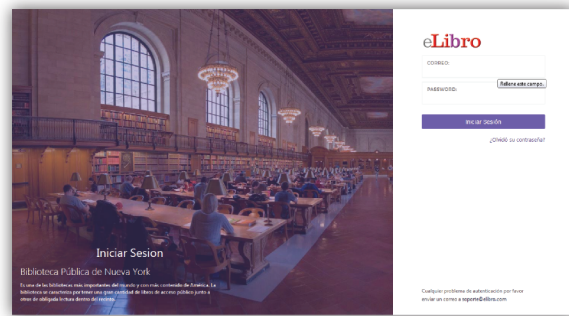 Iniciar Sesion
Biblioteca Pública de Nueva York
Es una de las bibliotecas más importantes del mundo y con más contenido de América. La
biblioteca se caracteriza por tener una gran cantidad de libros de acceso público junto a
otros de obligada lectura dentro del recinto.
eLibro
CORREO:
Rellene este campo.
PASSWORD:
Iniciar sesión
¿Olvidó su contraseña?
Cualquier problema de autenticación por favor
enviar un correo a soporte@elibro.com